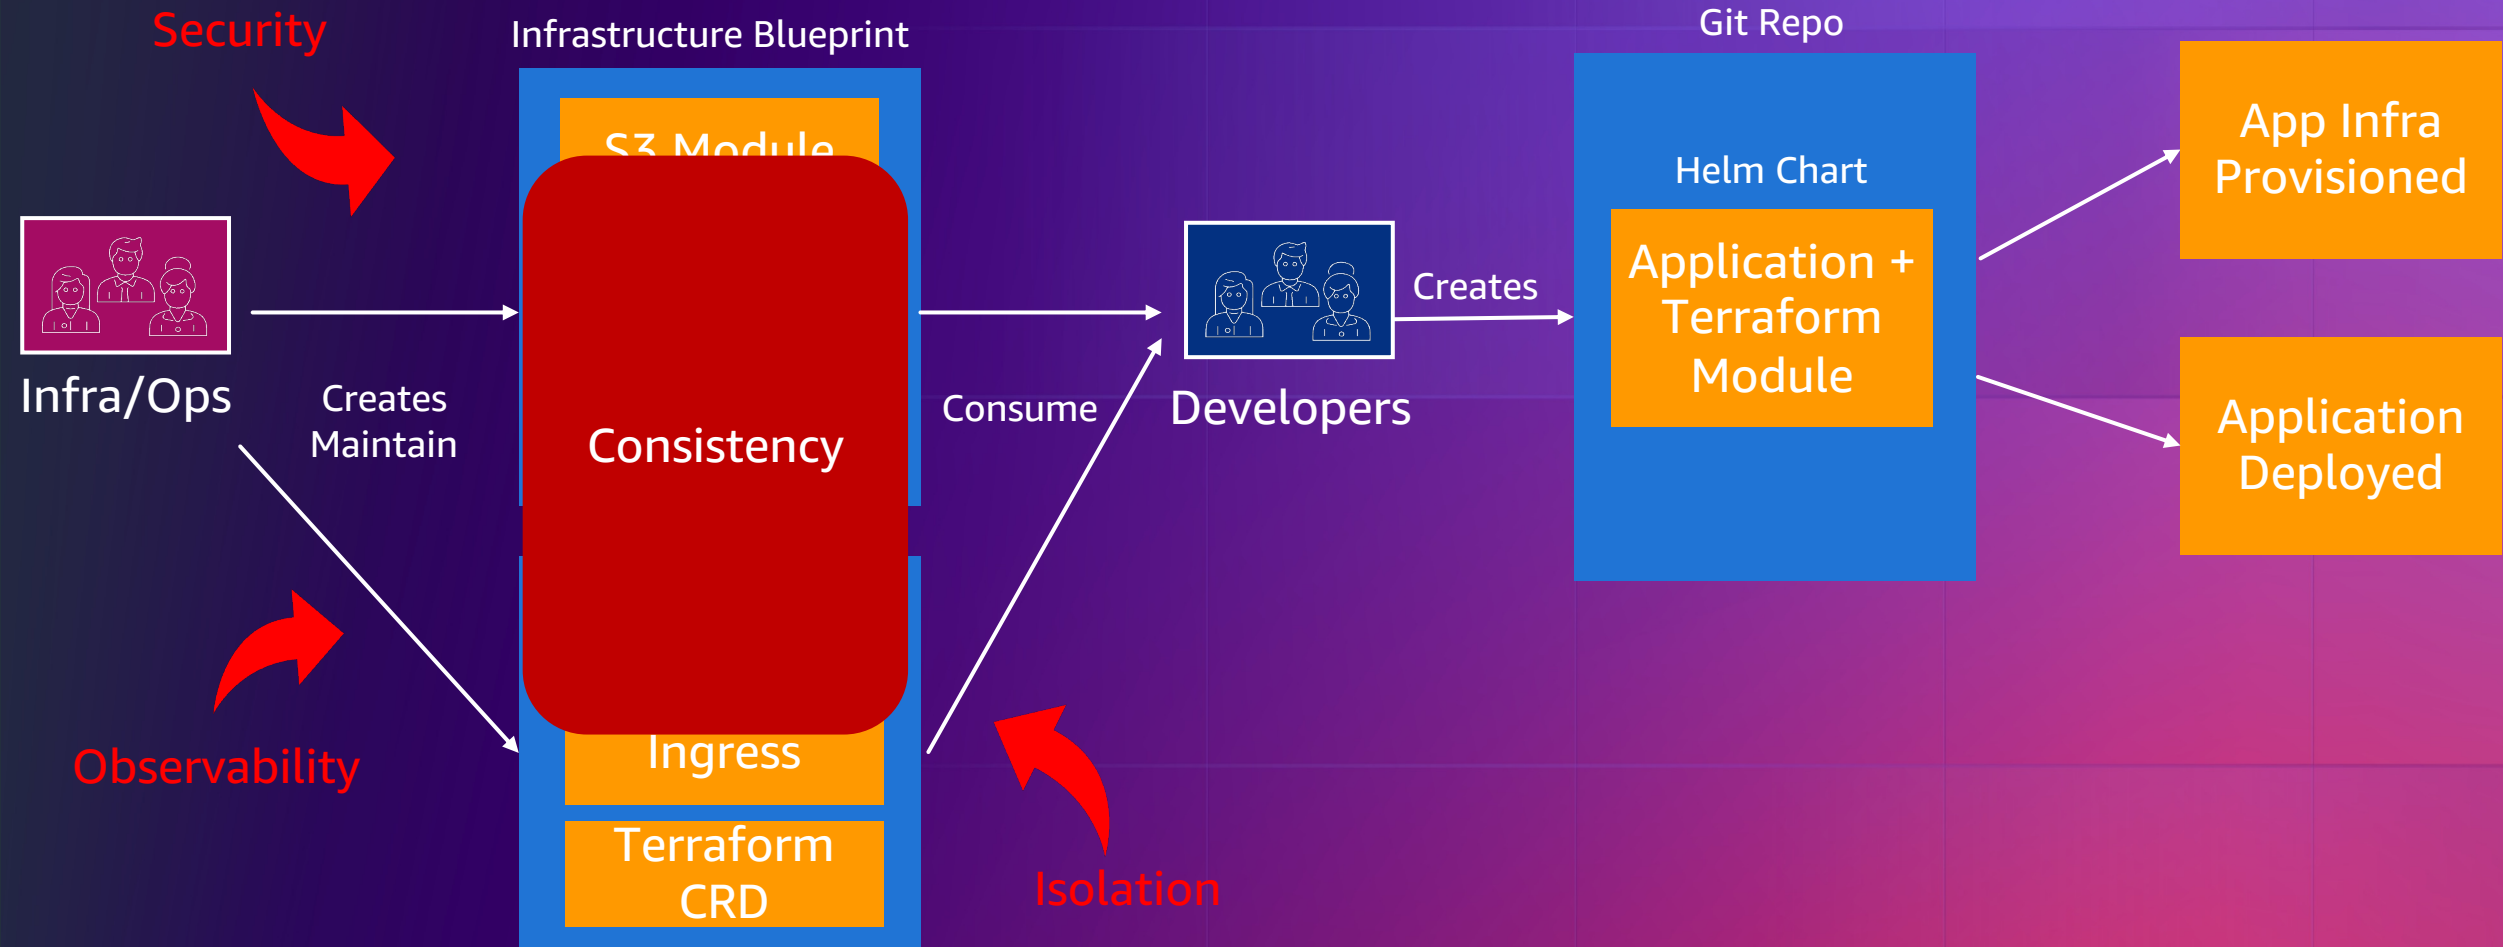 Security
Infrastructure Blueprint
Git Repo
S3 Module
App Infra
Provisioned
Helm Chart
Consistency
Creates
Application +
Terraform
Module
Infra/Ops
Creates
Maintain
Consume
Developers
Application
Deployed
Observability
Ingress
Terraform
CRD
Isolation